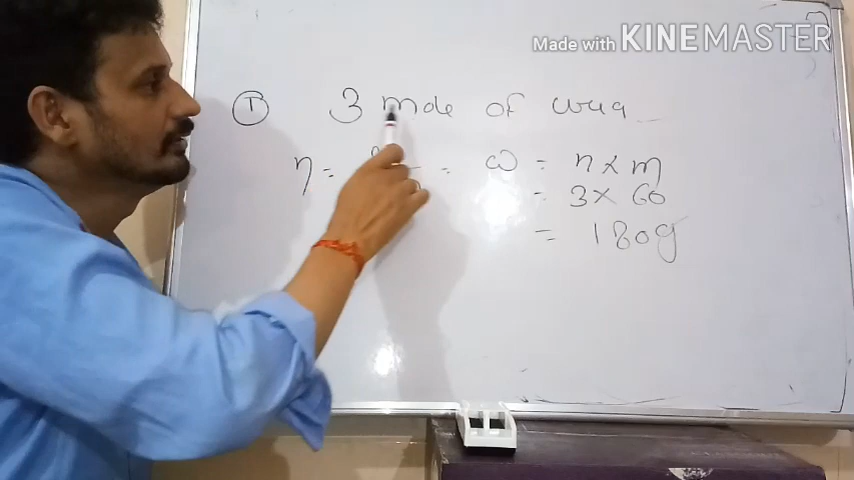 Made with KINEMASTER
① 3 mole of urea
n = = w = n x m
= 3 x 60
= 180g